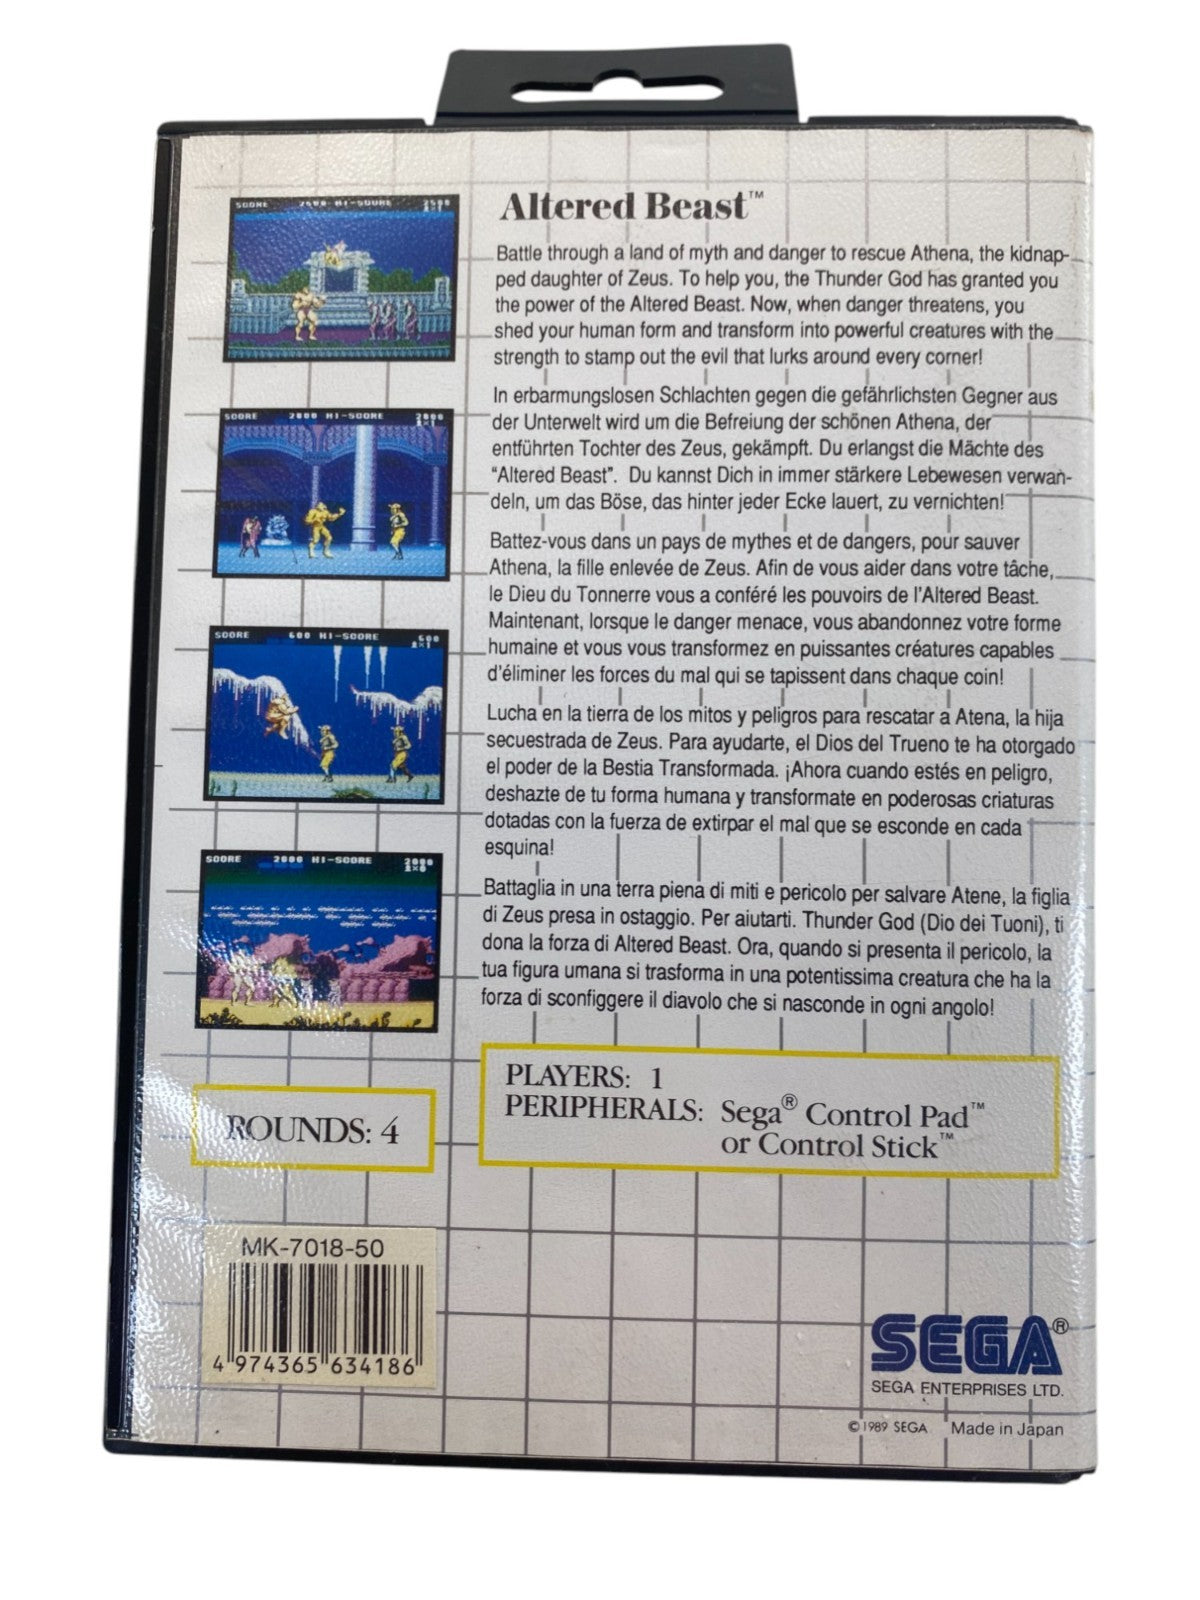 SCORE 2500 HI-SCORE 2500
1×1
SCORE 2000 HI-SCORE 2000
1×1
SCORE 600 HI-SCORE 600
2×1
SCORE 2000 HI-SCORE 2000
Altered Beast™
Battle through a land of myth and danger to rescue Athena, the kidnap-
ped daughter of Zeus. To help you, the Thunder God has granted you
the power of the Altered Beast. Now, when danger threatens, you
shed your human form and transform into powerful creatures with the
strength to stamp out the evil that lurks around every corner!
In erbarmungslosen Schlachten gegen die gefährlichsten Gegner aus
der Unterwelt wird um die Befreiung der schönen Athena, der
entführten Tochter des Zeus, gekämpft. Du erlangst die Mächte des
“Altered Beast”. Du kannst Dich in immer stärkere Lebewesen verwan-
deln, um das Böse, das hinter jeder Ecke lauert, zu vernichten!
Battez-vous dans un pays de mythes et de dangers, pour sauver
Athena, la fille enlevée de Zeus. Afin de vous aider dans votre tâche,
le Dieu du Tonnerre vous a conféré les pouvoirs de l'Altered Beast.
Maintenant, lorsque le danger menace, vous abandonnez votre forme
humaine et vous vous transformez en puissantes créatures capables
d'éliminer les forces du mal qui se tapissent dans chaque coin!
Lucha en la tierra de los mitos y peligros para rescatar a Atena, la hija
secuestrada de Zeus. Para ayudarte, el Dios del Trueno te ha otorgado
el poder de la Bestia Transformada. ¡Ahora cuando estés en peligro,
deshazte de tu forma humana y transformate en poderosas criaturas
dotadas con la fuerza de extirpar el mal que se esconde en cada
esquina!
Battaglia in una terra piena di miti e pericolo per salvare Atene, la figlia
di Zeus presa in ostaggio. Per aiutarti. Thunder God (Dio dei Tuoni), ti
dona la forza di Altered Beast. Ora, quando si presenta il pericolo, la
tua figura umana si trasforma in una potentissima creatura che ha la
forza di sconfiggere il diavolo che si nasconde in ogni angolo!
ROUNDS: 4
PLAYERS: 1
PERIPHERALS: Sega® Control Pad™
or Control Stick™
MK-7018-50
4 974365 634186
SEGA®
SEGA ENTERPRISES LTD.
©1989 SEGA Made in Japan